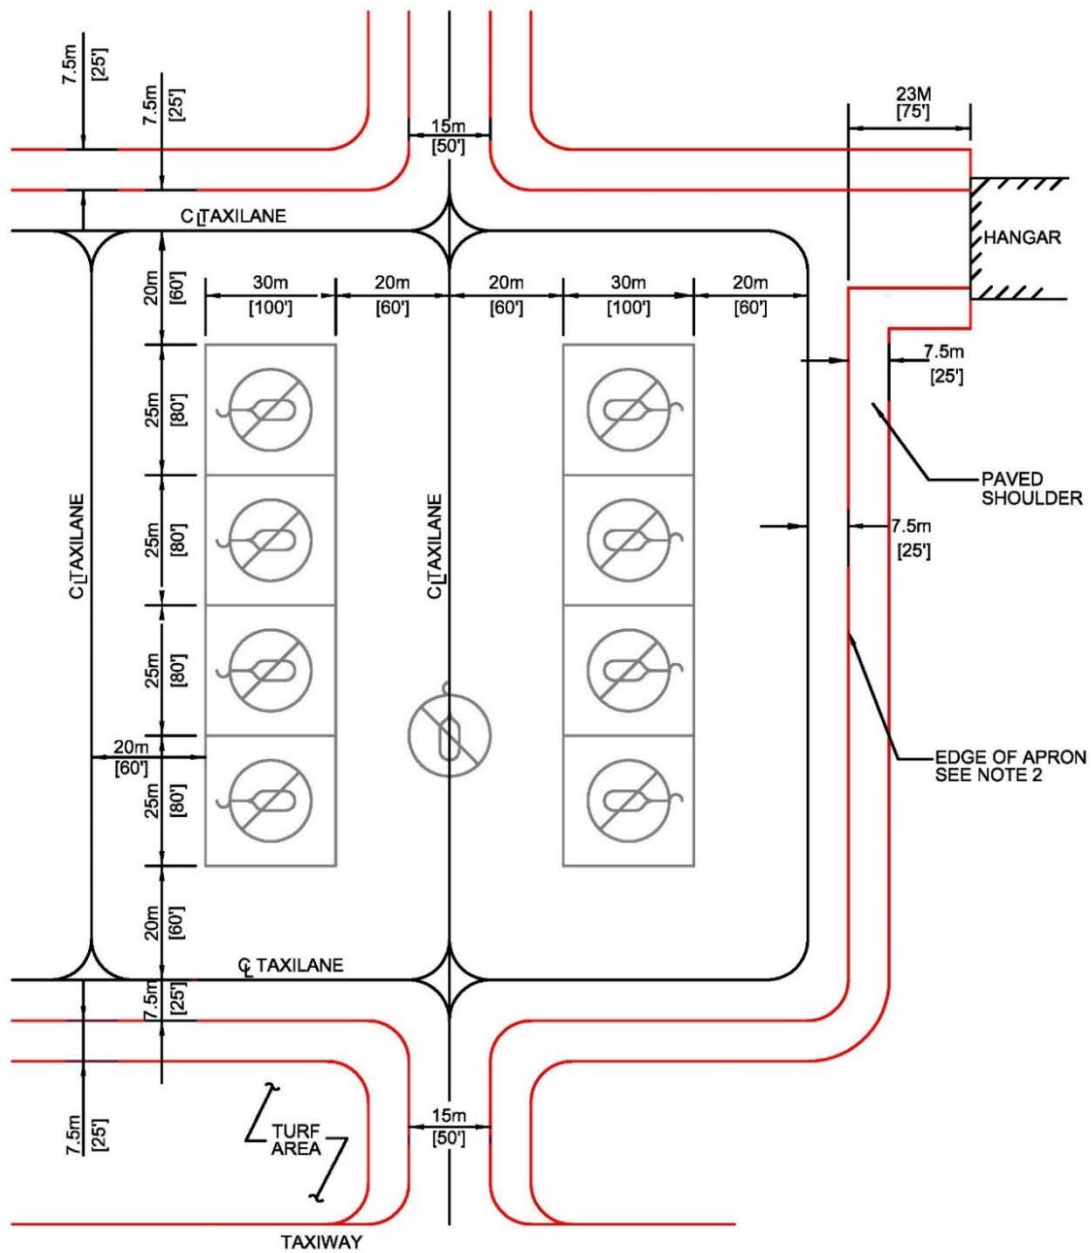 7.5m
[25']
7.5m
[25']
23M
[75']
15m
[50']
C͟L TAXILANE
HANGAR
20m
[60']
30m
[100']
20m
[60']
20m
[60']
30m
[100']
20m
[60']
7.5m
[25']
25m
[80']
PAVED
SHOULDER
25m
[80']
7.5m
[25']
CL TAXILANE
CL TAXILANE
25m
[80']
20m
[60']
EDGE OF APRON
SEE NOTE 2
25m
[80']
20m
[60']
CL TAXILANE
7.5m
[25']
7.5m
[25']
15m
[50']
TURF
AREA
TAXIWAY